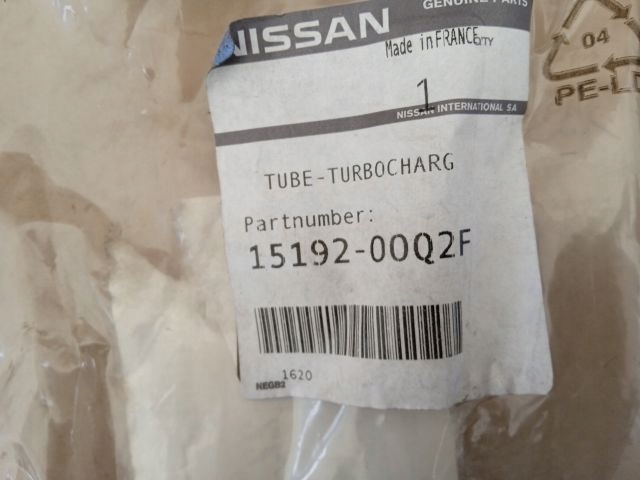 NISSAN
GENUINE PARTS
Made in FRANCE
QTY
1
NISSAN INTERNATIONAL SA
TUBE-TURBOCHARG
Partnumber:
15192-00Q2F
1620
NEGB2
04
PE-LD